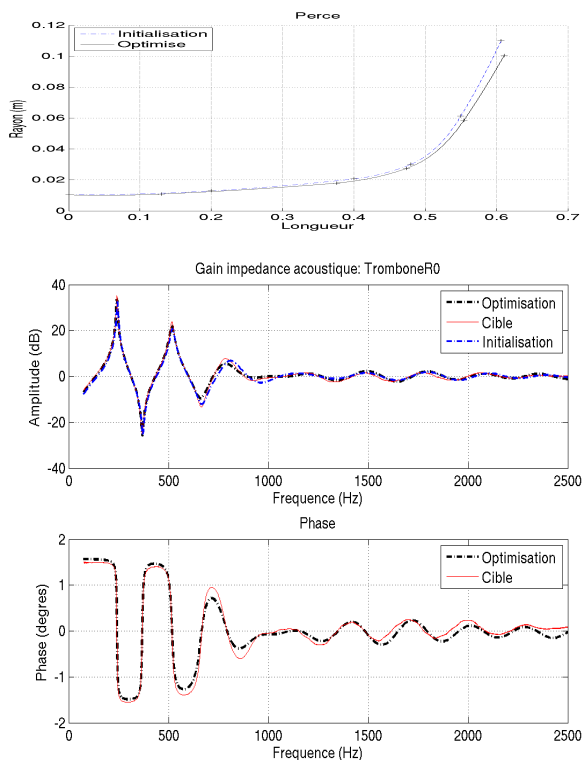 Perce
0.12
Initialisation
Optimise
0.1
0.08
Rayon (m)
0.06
0.04
0.02
0
0 0.1 0.2 0.3 0.4 0.5 0.6 0.7
Longueur
Gain impedance acoustique: TromboneR0
40
Optimisation
Cible
Initialisation
20
Amplitude (dB)
0
-20
-40
0 500 1000 1500 2000 2500
Frequence (Hz)
Phase
2
Optimisation
Cible
1
Phase (degres)
0
-1
-2
0 500 1000 1500 2000 2500
Frequence (Hz)